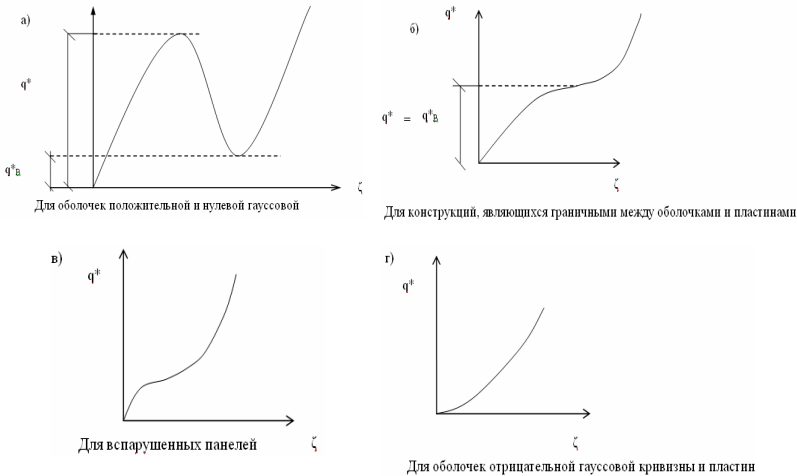 а)
q*
q*в
ζ
Для оболочек положительной и нулевой гауссовой
б)
q*
q* = q*в
ζ
Для конструкций, являющихся граничными между оболочками и пластинами
в)
q*
Для вспарушенных панелей ζ
г)
q*
ζ
Для оболочек отрицательной гауссовой кривизны и пластин